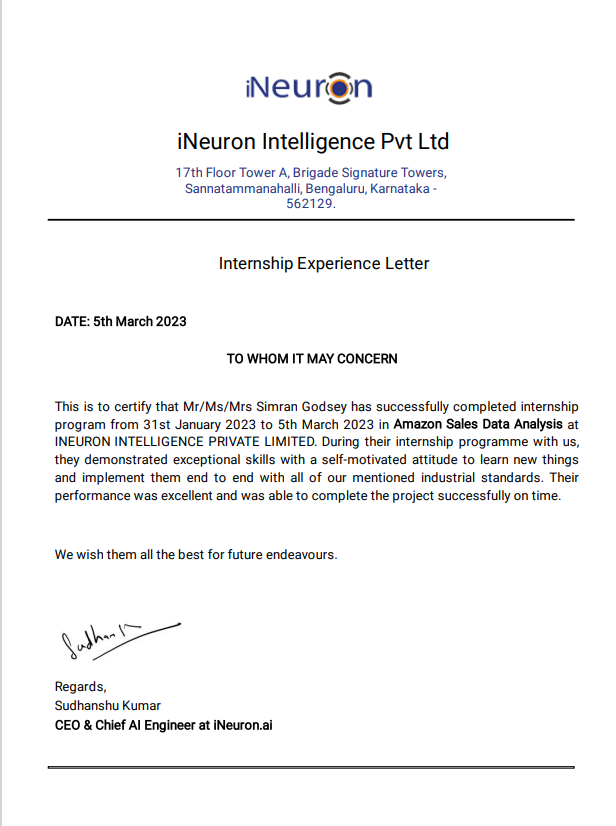 iNeuron
iNeuron Intelligence Pvt Ltd
17th Floor Tower A, Brigade Signature Towers,
Sannatammanahalli, Bengaluru, Karnataka -
562129.
Internship Experience Letter
DATE: 5th March 2023
TO WHOM IT MAY CONCERN
This is to certify that Mr/Ms/Mrs Simran Godsey has successfully completed internship
program from 31st January 2023 to 5th March 2023 in Amazon Sales Data Analysis at
INEURON INTELLIGENCE PRIVATE LIMITED. During their internship programme with us,
they demonstrated exceptional skills with a self-motivated attitude to learn new things
and implement them end to end with all of our mentioned industrial standards. Their
performance was excellent and was able to complete the project successfully on time.
We wish them all the best for future endeavours.
Sudhan K
Regards,
Sudhanshu Kumar
CEO & Chief AI Engineer at iNeuron.ai